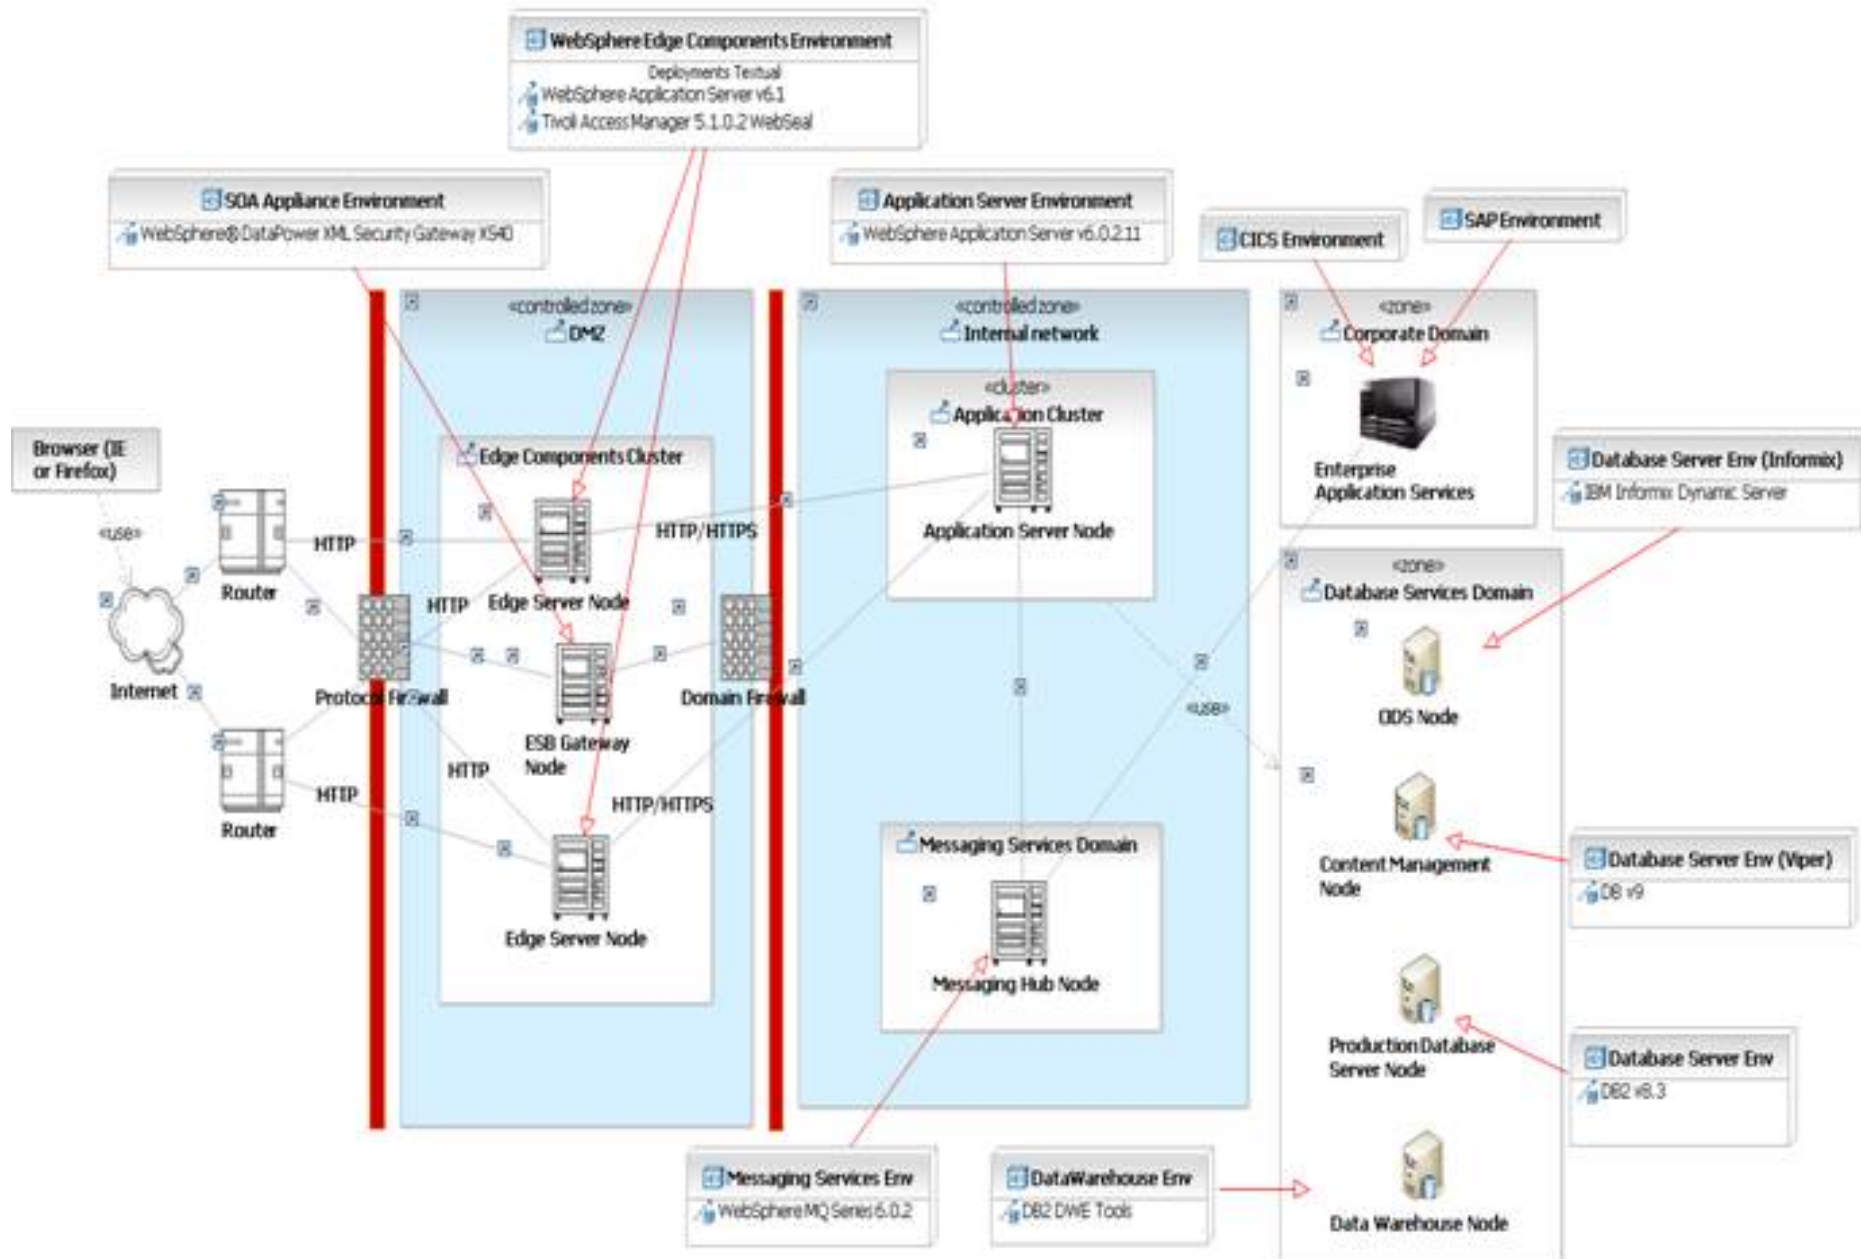 WebSphere Edge Components Environment
Deployments Textual
WebSphere Application Server v6.1
Tivoli Access Manager 5.1.0.2 WebSeal
SOA Appliance Environment
WebSphere® DataPower XML Security Gateway XS40
Application Server Environment
WebSphere Application Server v6.0.2.11
CICS Environment
SAP Environment
«controlled zone»
DMZ
«controlled zone»
Internal network
«zone»
Corporate Domain
Enterprise
Application Services
«cluster»
Application Cluster
Application Server Node
Browser (IE
or Firefox)
«use»
Internet
Router
Router
HTTP
HTTP
HTTP
HTTP
HTTP/HTTPS
HTTP/HTTPS
Protocol Firewall
Domain Firewall
Edge Components Cluster
Edge Server Node
ESB Gateway
Node
Edge Server Node
«use»
Messaging Services Domain
Messaging Hub Node
Database Server Env (Informix)
IBM Informix Dynamic Server
«zone»
Database Services Domain
ODS Node
Content Management
Node
Database Server Env (Viper)
DB v9
Production Database
Server Node
Database Server Env
DB2 v8.3
Data Warehouse Node
Messaging Services Env
WebSphere MQ Series 6.0.2
DataWarehouse Env
DB2 DWE Tools